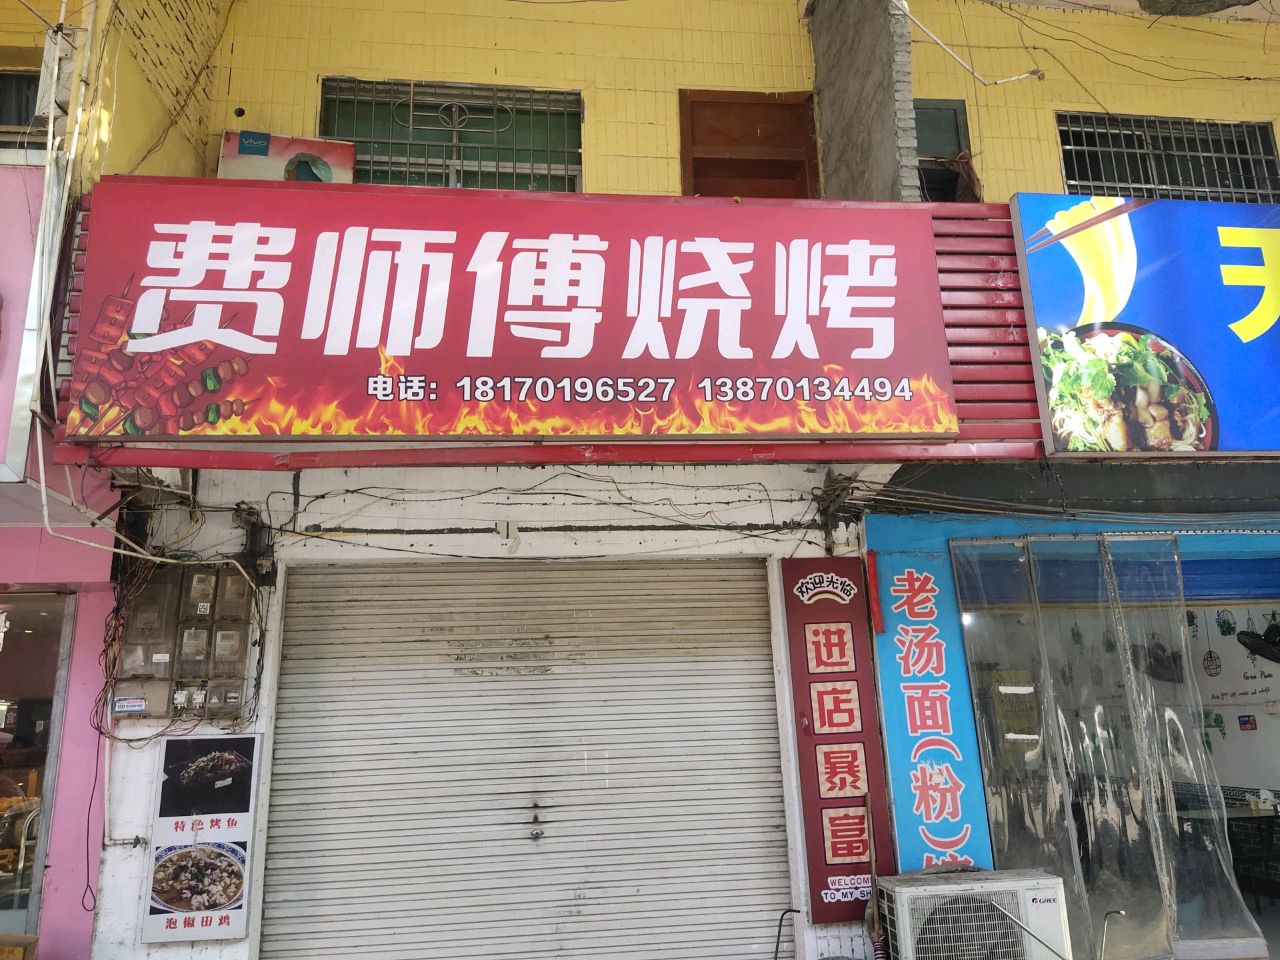 vivo
费师傅烧烤
电话：18170196527 13870134494
天
欢迎光临
进店暴富
WELCOME
TO MY SH
老汤面(粉)
特色烤鱼
泡椒田鸡
GREE